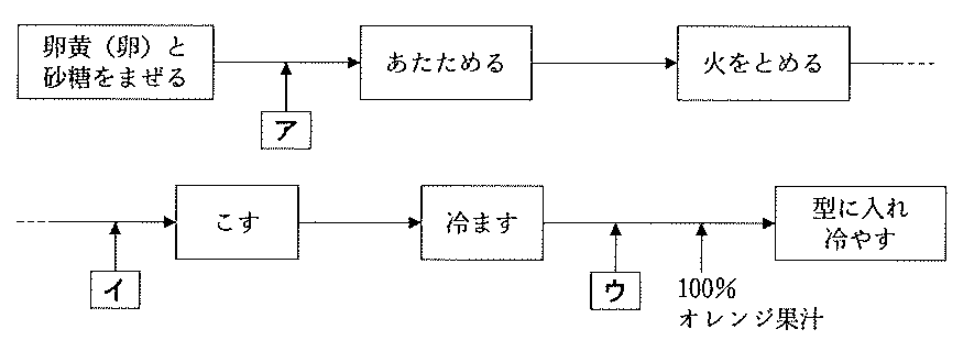 卵黄（卵）と
砂糖をまぜる
あたためる
火をとめる
ア
こす
冷ます
型に入れ
冷やす
イ
ウ
100％
オレンジ果汁